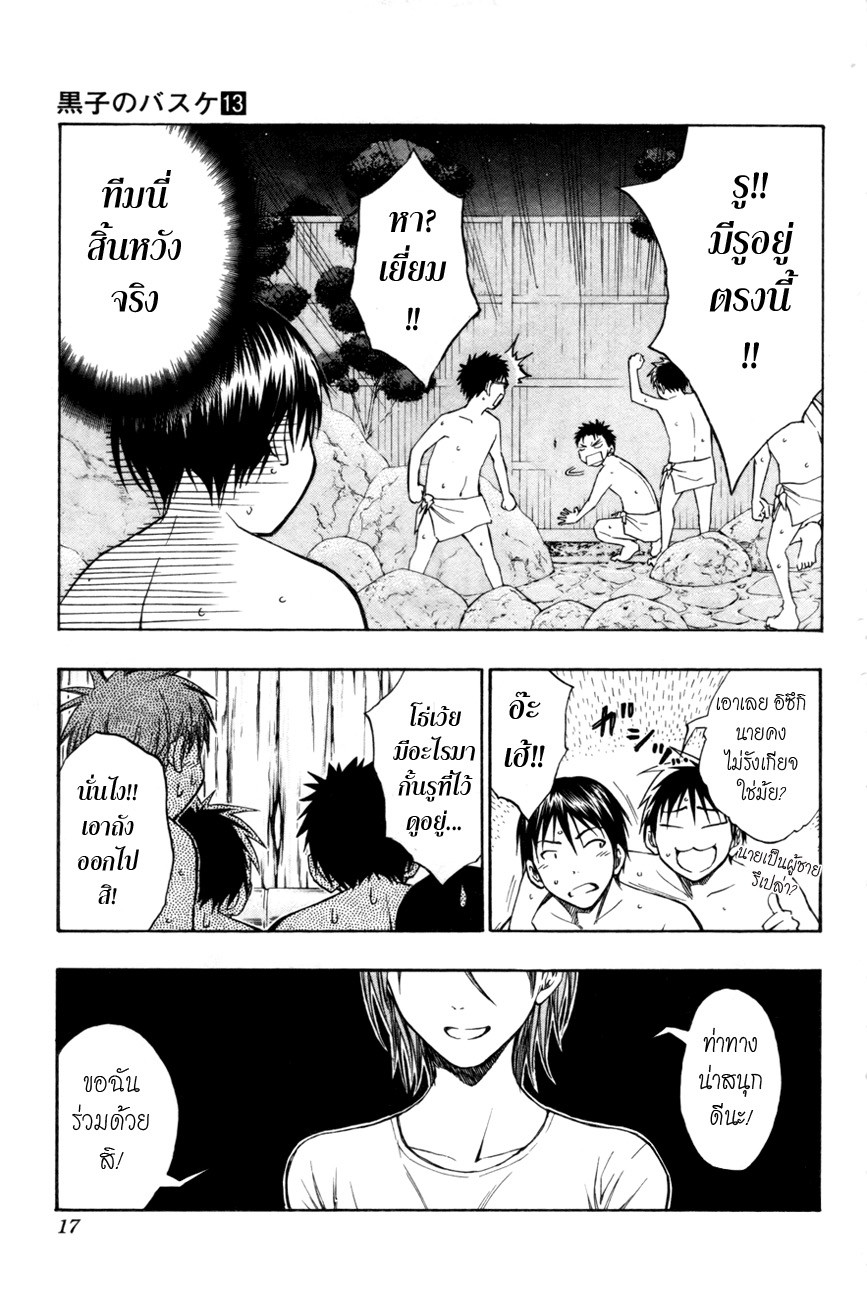 黒子のバスケ13
รู!!
มีรูอยู่
ตรงนี้
!!
หา?
เยี่ยม
!!
ทีมนี่
สิ้นหวัง
จริง
เอาเลย อิซึกิ
นายคง
ไม่รังเกียจ
ใช่มั้ย?
นายเป็นผู้ชาย
รึเปล่า?
ガシッ
อ๊ะ
เฮ้!!
โธ่เว้ย
มีอะไรมา
กั้นรูที่ไว้
ดูอยู่...
นั่นไง!!
เอาถัง
ออกไป
สิ!
ท่าทาง
น่าสนุก
ดีนะ!
ขอฉัน
ร่วมด้วย
สิ!
17